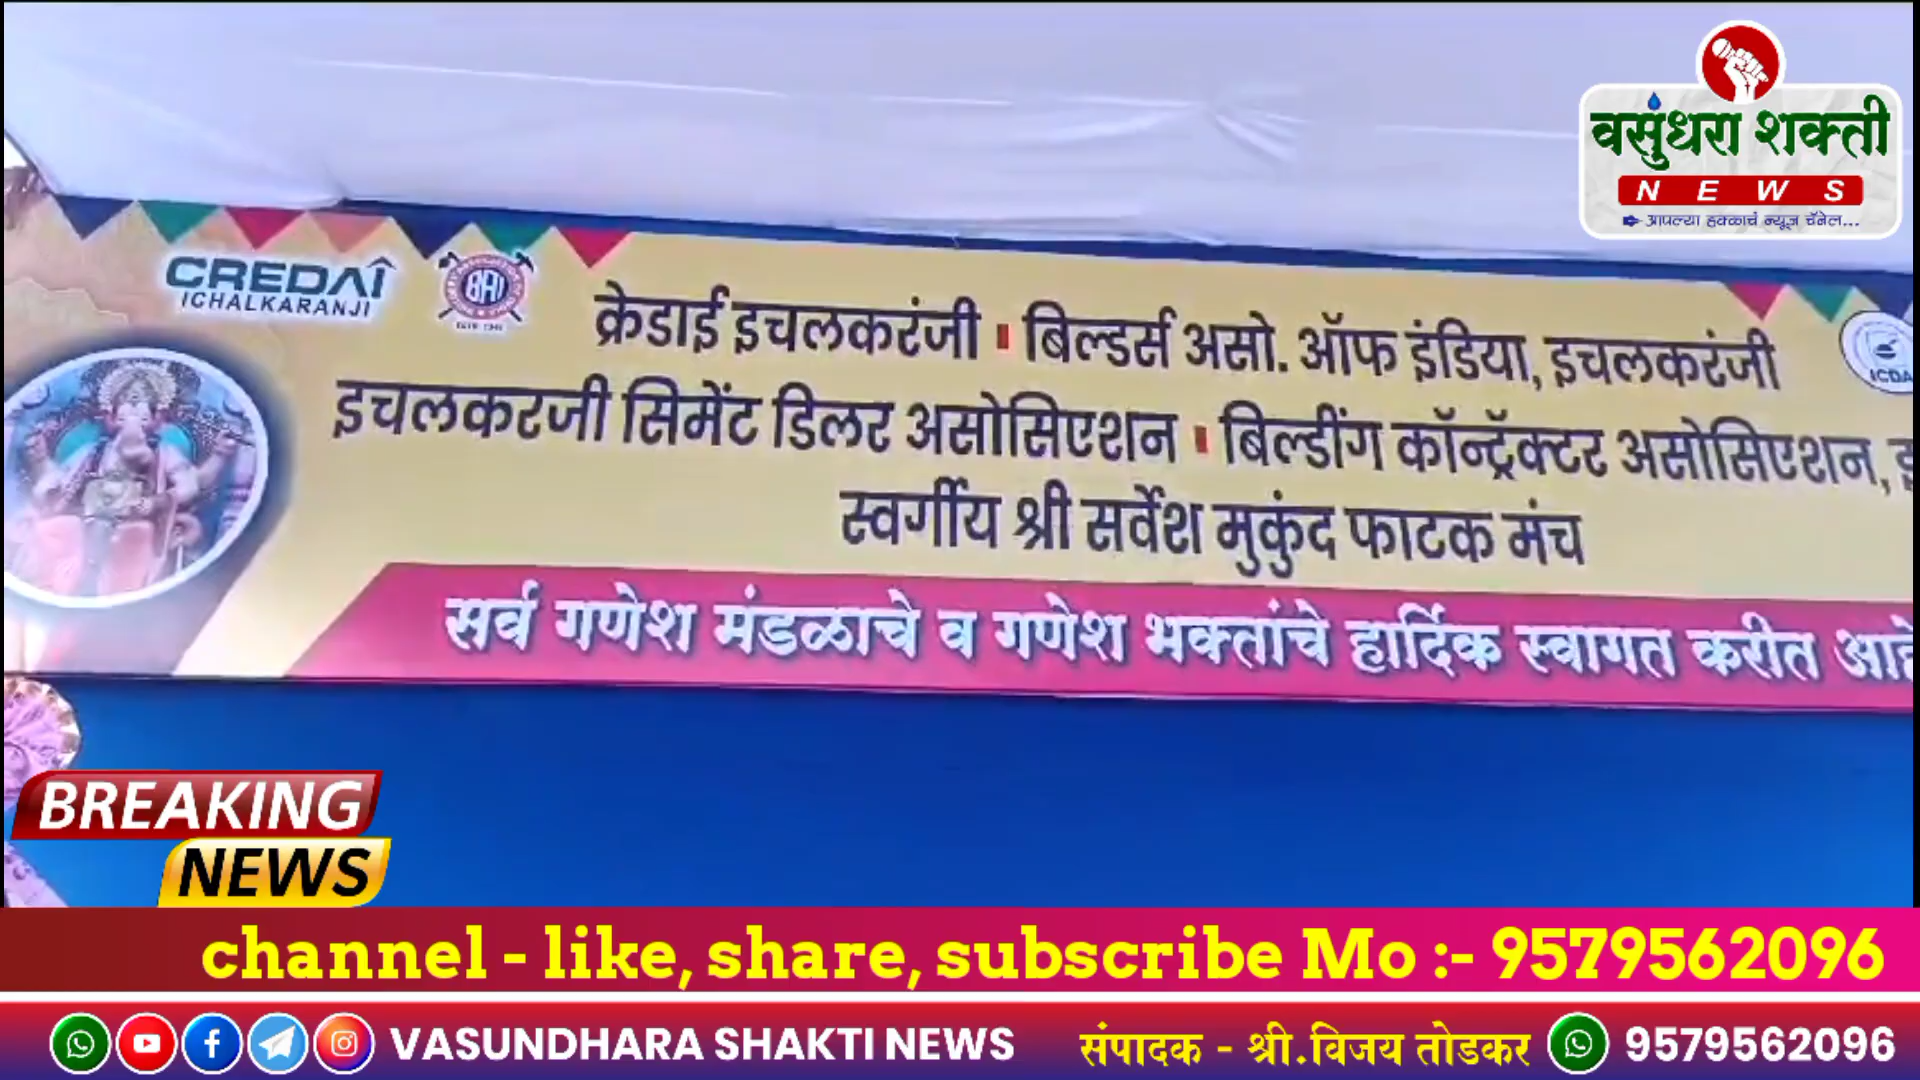 वसुंधरा शक्ती
NEWS
आपल्या हक्काचं न्यूज चॅनेल...
CREDAI
ICHALKARANJI
BAI
ICDA
क्रेडाई इचलकरंजी ▪ बिल्डर्स असो. ऑफ इंडिया, इचलकरंजी
इचलकरजी सिमेंट डिलर असोसिएशन ▪ बिल्डींग कॉन्ट्रॅक्टर असोसिएशन,
स्वर्गीय श्री सर्वेश मुकुंद फाटक मंच
सर्व गणेश मंडळाचे व गणेश भक्तांचे हार्दिक स्वागत करीत
BREAKING
NEWS
channel - like, share, subscribe Mo :- 9579562096
VASUNDHARA SHAKTI NEWS संपादक - श्री.विजय तोडकर 9579562096